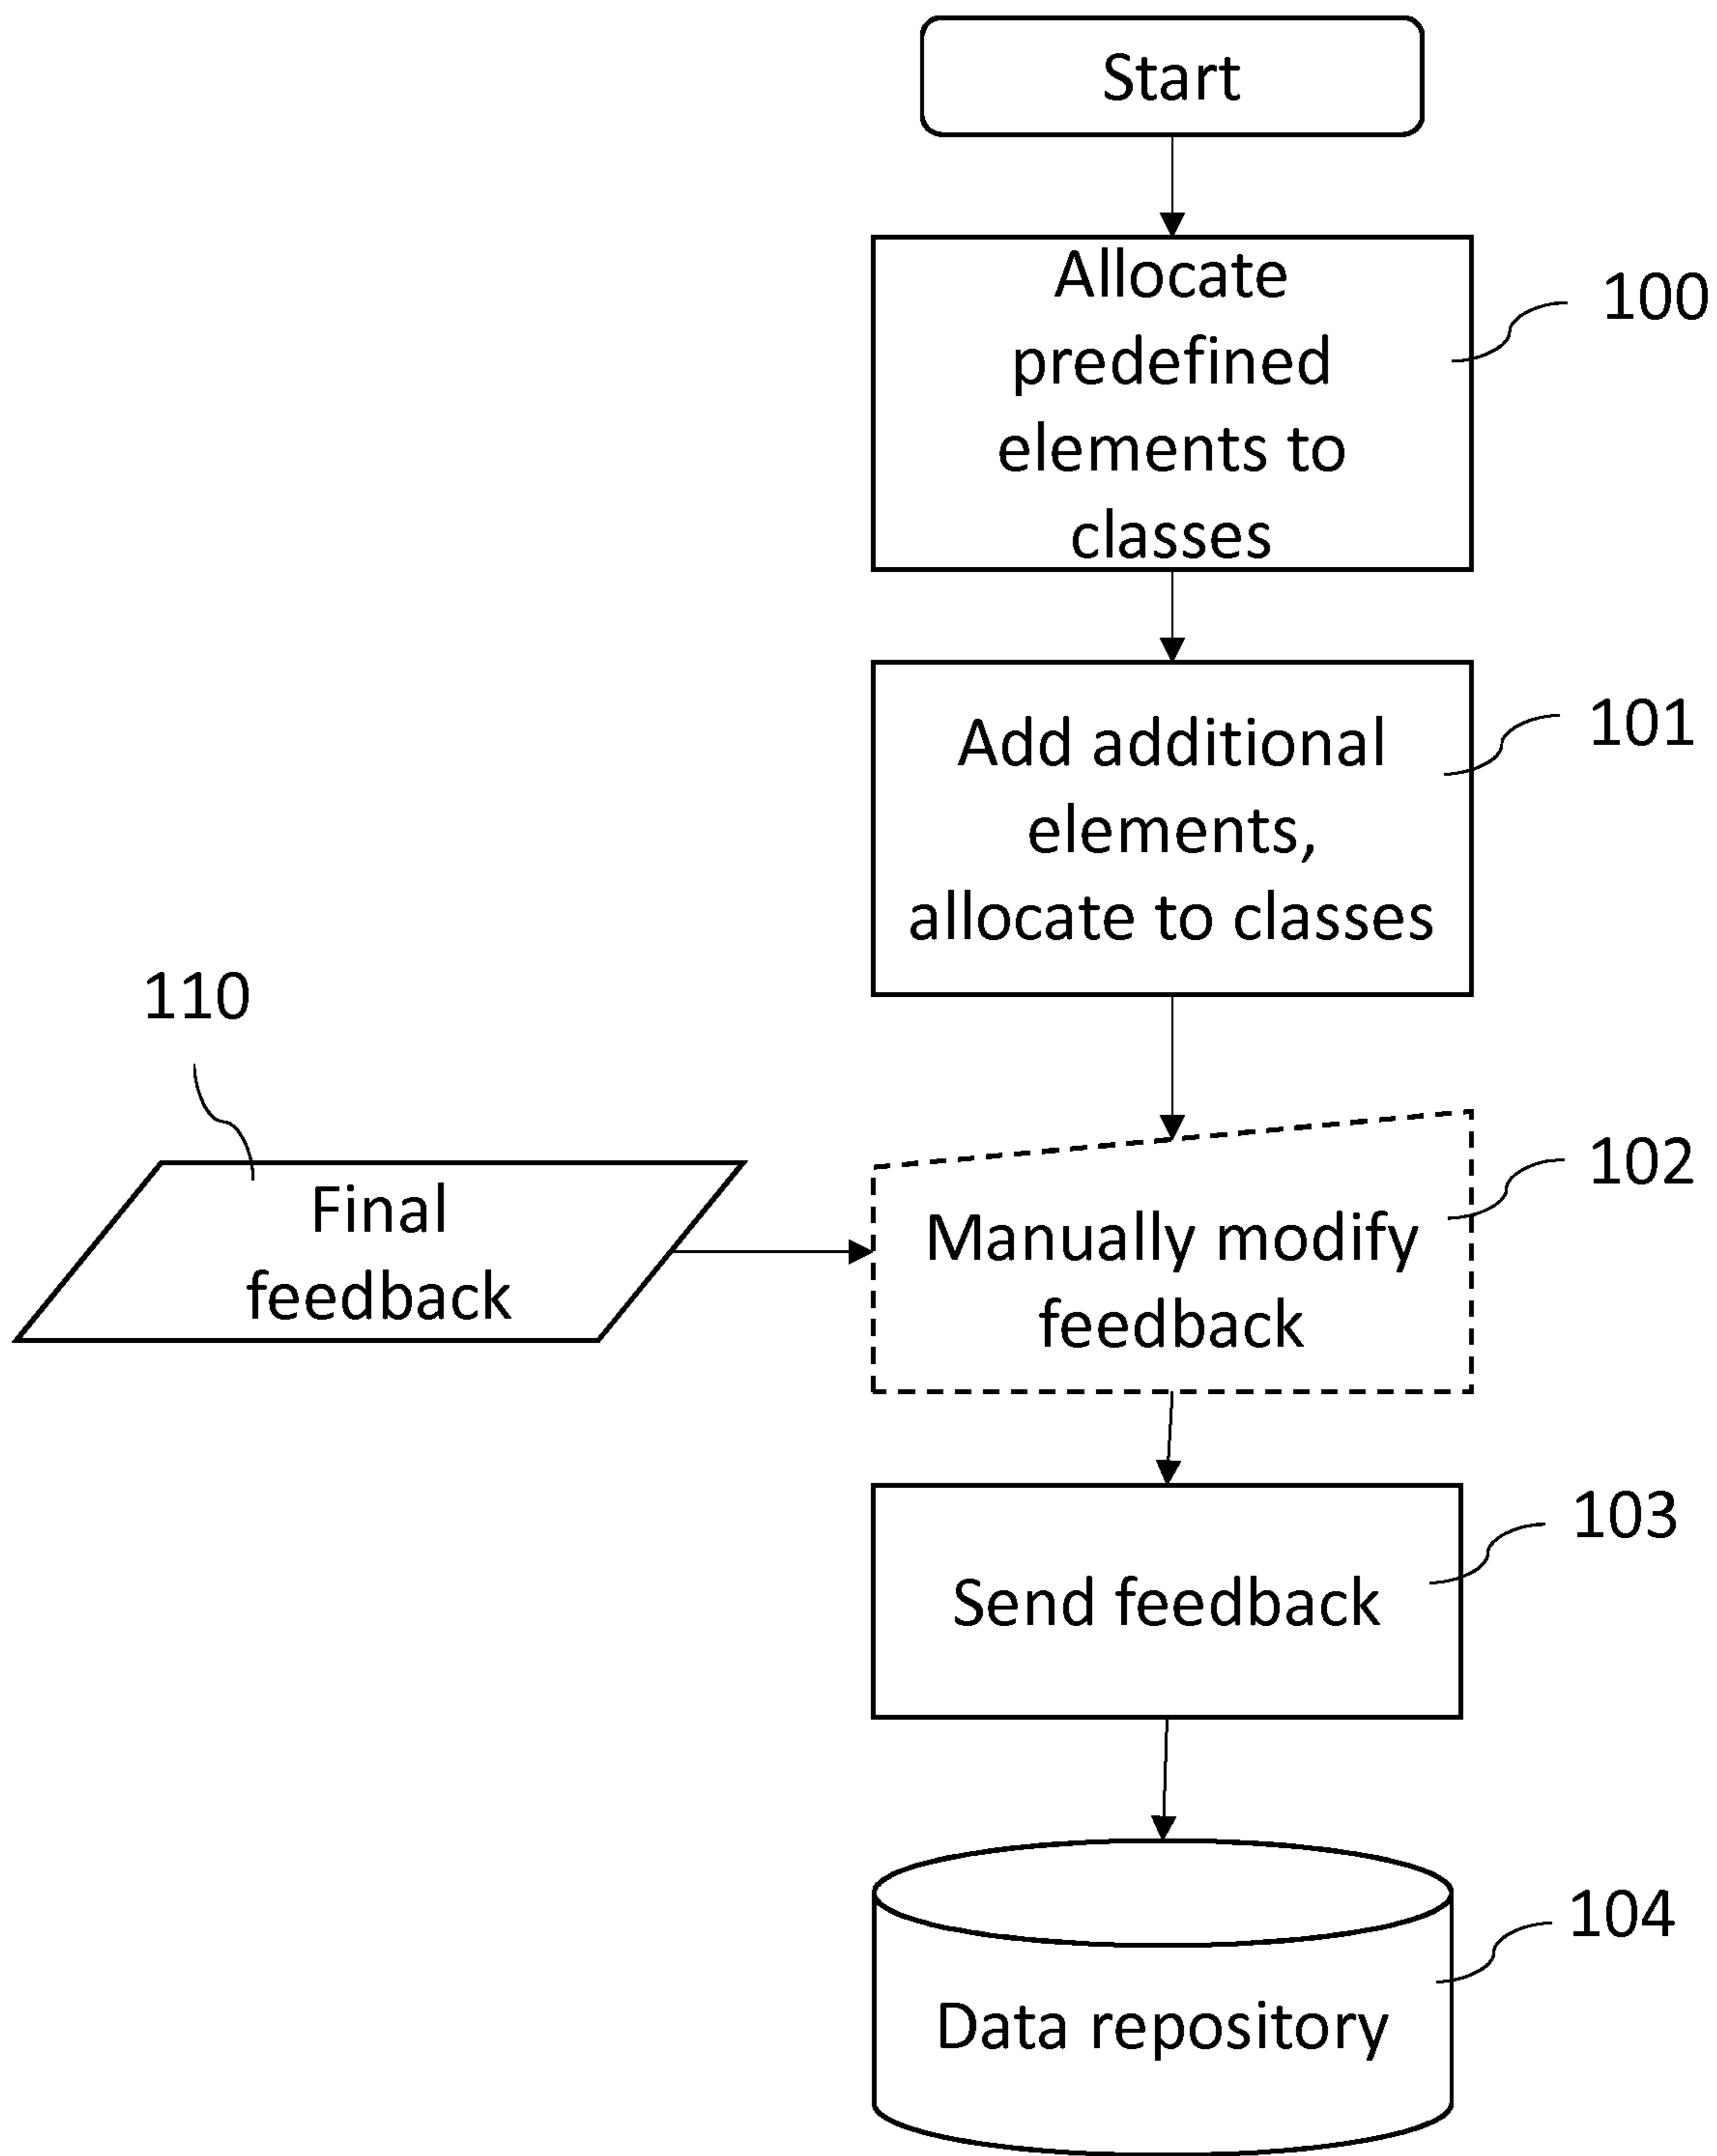 Start
Allocate
predefined
elements to
classes
100
Add additional
elements,
allocate to classes
101
110
Final
feedback
Manually modify
feedback
102
Send feedback
103
Data repository
104